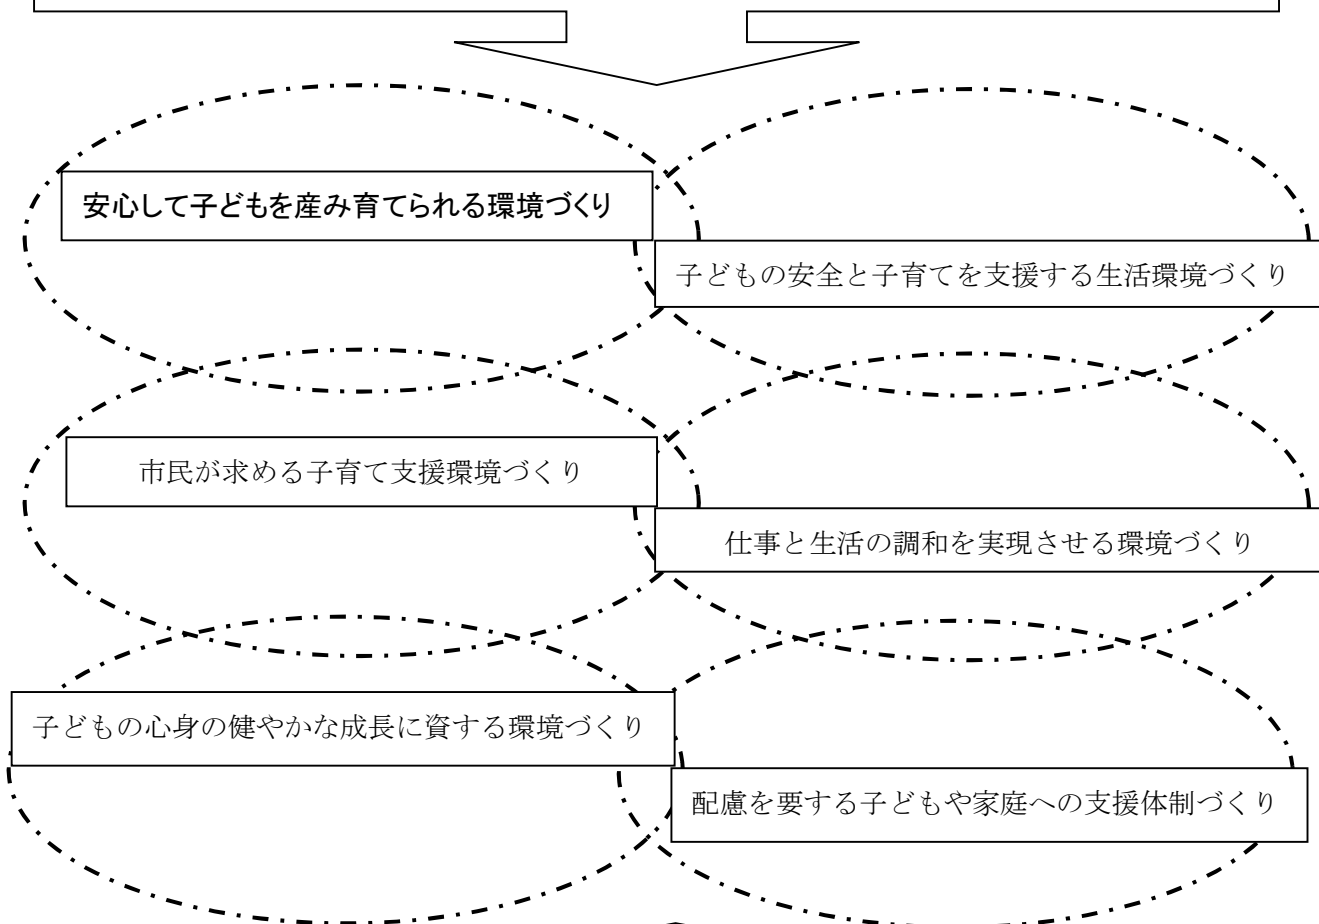 安心して子どもを産み育てられる環境づくり
子どもの安全と子育てを支援する生活環境づくり
市民が求める子育て支援環境づくり
仕事と生活の調和を実現させる環境づくり
子どもの心身の健やかな成長に資する環境づくり
配慮を要する子どもや家庭への支援体制づくり